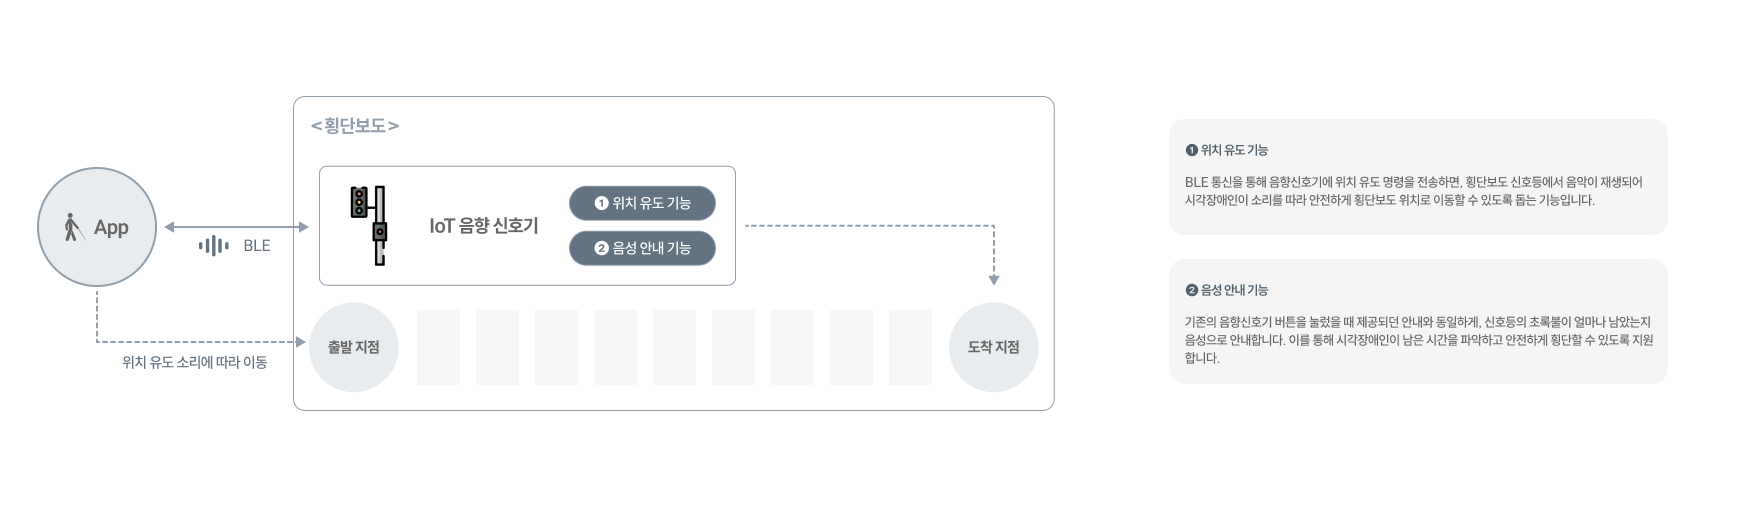 <횡단보도>
App
BLE
IoT 음향 신호기
❶ 위치 유도 기능
❷ 음성 안내 기능
위치 유도 소리에 따라 이동
출발 지점
도착 지점
❶ 위치 유도 기능
BLE 통신을 통해 음향신호기에 위치 유도 명령을 전송하면, 횡단보도 신호등에서 음악이 재생되어
시각장애인이 소리를 따라 안전하게 횡단보도 위치로 이동할 수 있도록 돕는 기능입니다.
❷ 음성 안내 기능
기존의 음향신호기 버튼을 눌렀을 때 제공되던 안내와 동일하게, 신호등의 초록불이 얼마나 남았는지
음성으로 안내합니다. 이를 통해 시각장애인이 남은 시간을 파악하고 안전하게 횡단할 수 있도록 지원
합니다.